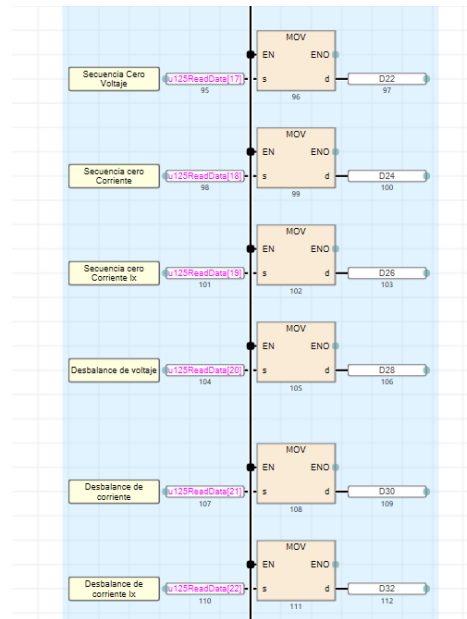 MOV
EN ENO
Secuencia Cero
Voltaje
u125ReadData[17] s d D22
95 96 97
MOV
EN ENO
Secuencia cero
Corriente
u125ReadData[18] s d D24
98 99 100
MOV
EN ENO
Secuencia cero
Corriente Ix
u125ReadData[19] s d D26
101 102 103
MOV
EN ENO
Desbalance de voltaje u125ReadData[20] s d D28
104 105 106
MOV
EN ENO
Desbalance de
corriente
u125ReadData[21] s d D30
107 108 109
MOV
EN ENO
Desbalance de
corriente Ix
u125ReadData[22] s d D32
110 111 112